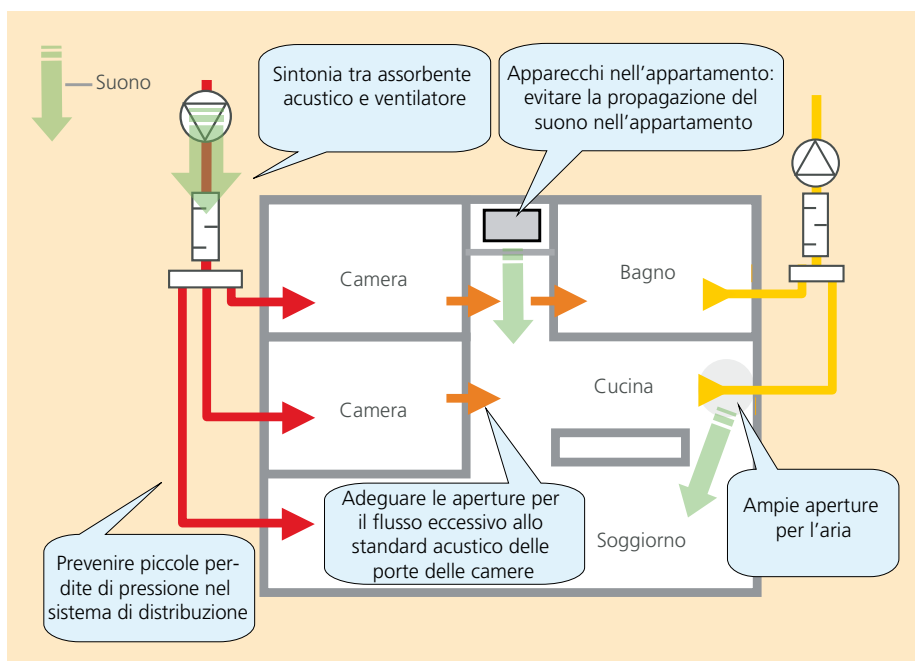 Suono
Sintonia tra assorbente
acustico e ventilatore
Apparecchi nell'appartamento:
evitare la propagazione del
suono nell'appartamento
Camera
Bagno
Camera
Cucina
Adeguare le aperture per
il flusso eccessivo allo
standard acustico delle
porte delle camere
Soggiorno
Ampie aperture
per l'aria
Prevenire piccole per-
dite di pressione nel
sistema di distribuzione